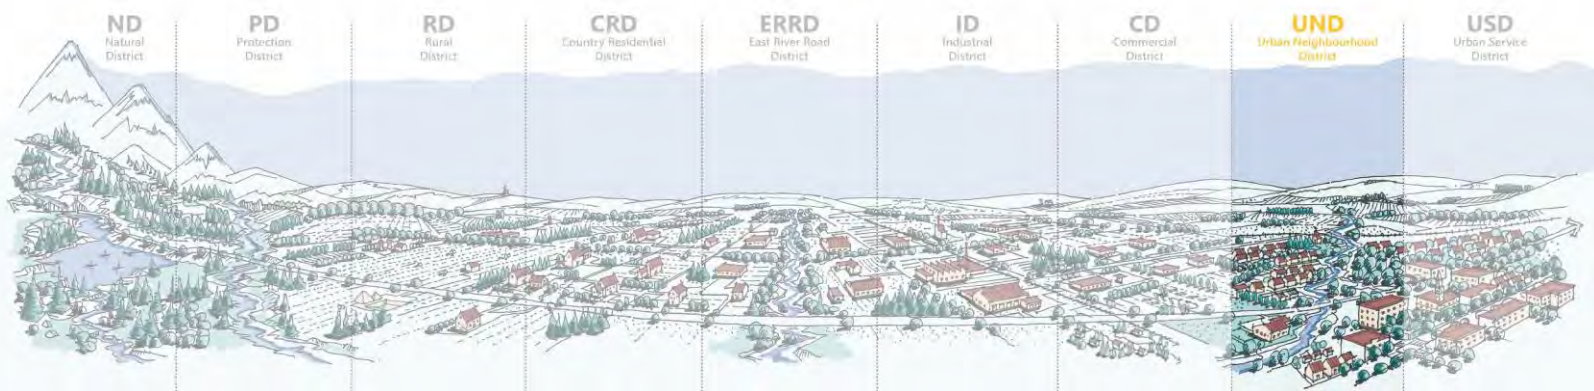 ND
Natural
District
PD
Protection
District
RD
Rural
District
CRD
Country Residential
District
ERRD
East River Road
District
ID
Industrial
District
CD
Commercial
District
UND
Urban Neighbourhood
District
USD
Urban Service
District